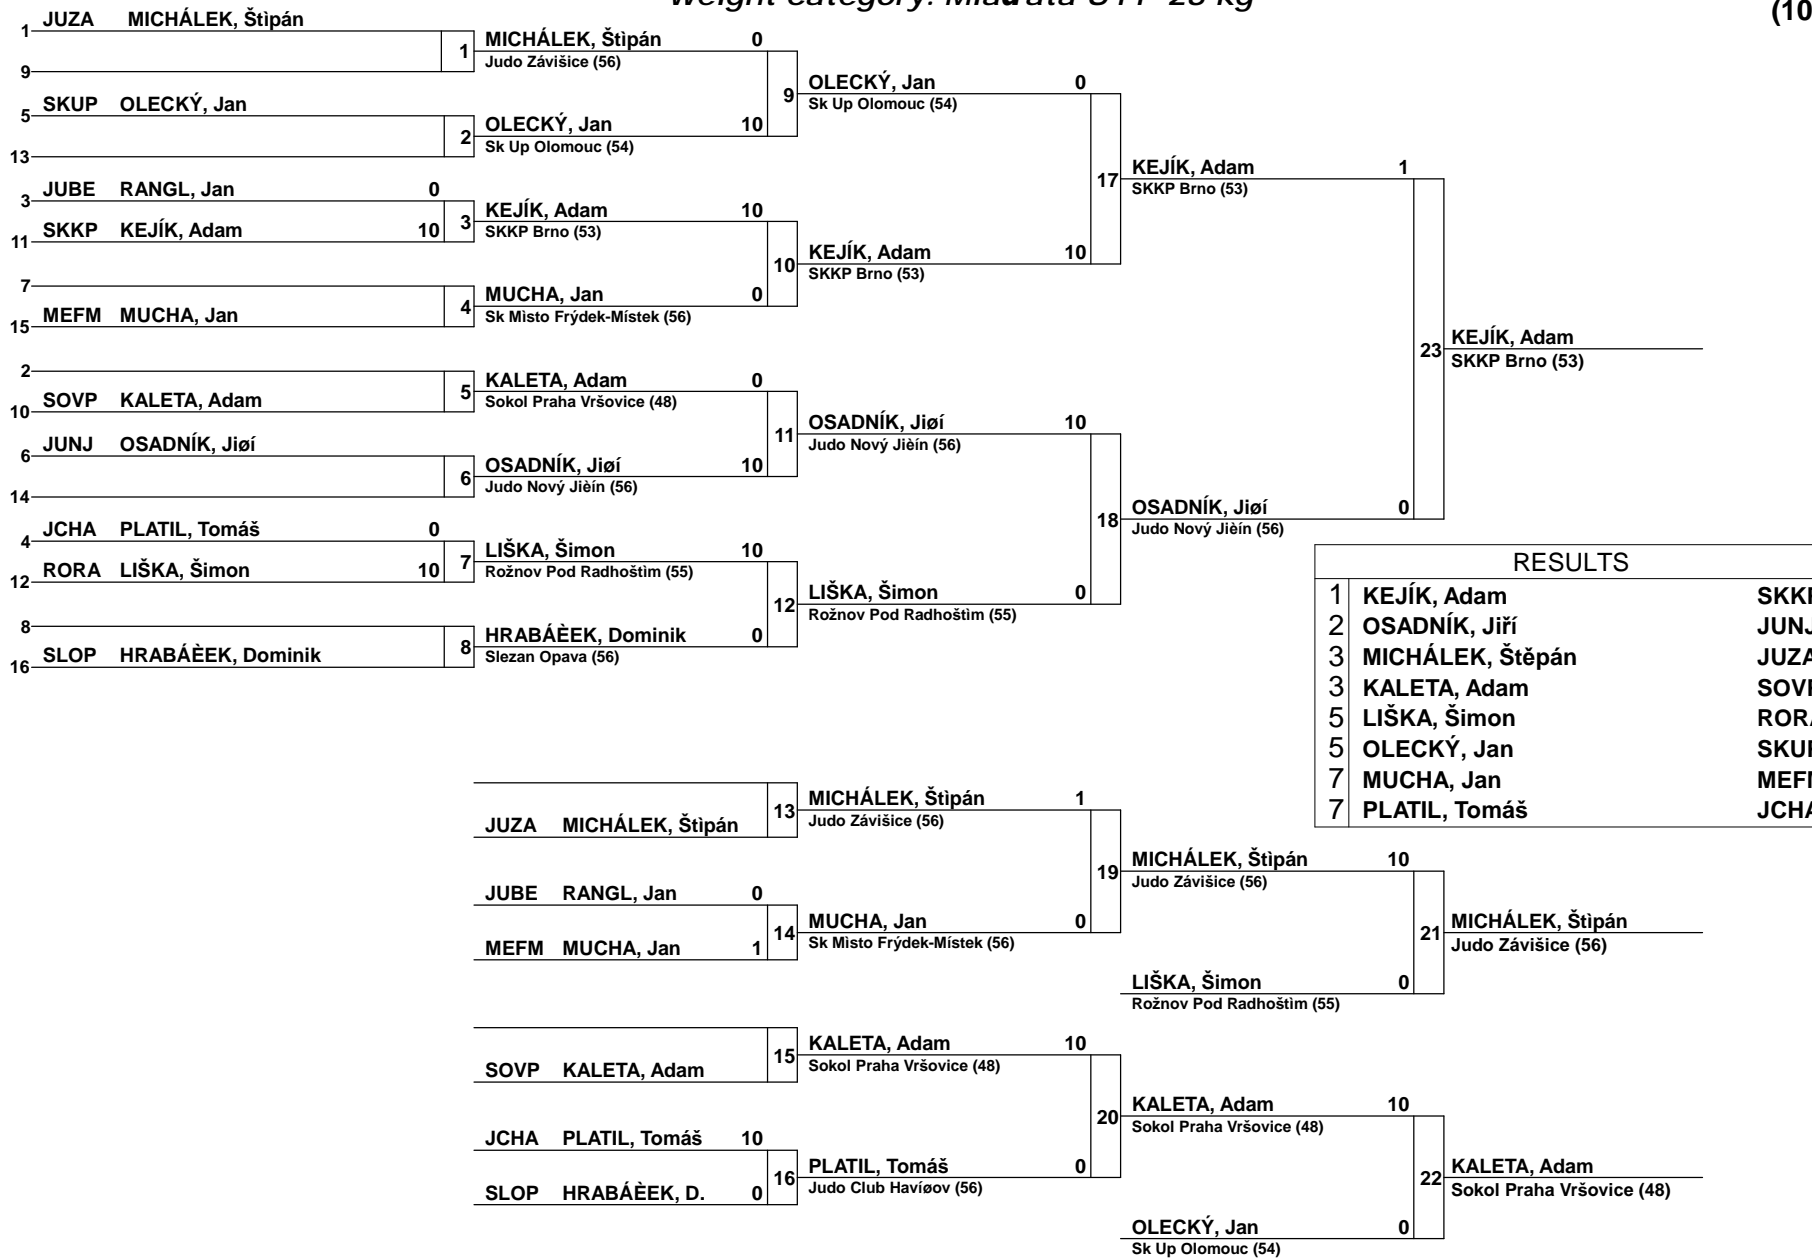 Weight category: Mláďata U11 -28 kg
(10
1 JUZA MICHÁLEK, Štìpán
9
1
MICHÁLEK, Štìpán 0
Judo Závišice (56)
5 SKUP OLECKÝ, Jan
13
2
OLECKÝ, Jan 10
Sk Up Olomouc (54)
9
OLECKÝ, Jan 0
Sk Up Olomouc (54)
3 JUBE RANGL, Jan 0
11 SKKP KEJÍK, Adam 10
3
KEJÍK, Adam 10
SKKP Brno (53)
7
15 MEFM MUCHA, Jan
4
MUCHA, Jan 0
Sk Mìsto Frýdek-Místek (56)
10
KEJÍK, Adam 10
SKKP Brno (53)
17
KEJÍK, Adam 1
SKKP Brno (53)
2
10 SOVP KALETA, Adam
5
KALETA, Adam 0
Sokol Praha Vršovice (48)
6 JUNJ OSADNÍK, Jiøí
14
6
OSADNÍK, Jiøí 10
Judo Nový Jièín (56)
11
OSADNÍK, Jiøí 10
Judo Nový Jièín (56)
4 JCHA PLATIL, Tomáš 0
12 RORA LIŠKA, Šimon 10
7
LIŠKA, Šimon 10
Rožnov Pod Radhoštìm (55)
8
16 SLOP HRABÁÈEK, Dominik
8
HRABÁÈEK, Dominik 0
Slezan Opava (56)
12
LIŠKA, Šimon 0
Rožnov Pod Radhoštìm (55)
18
OSADNÍK, Jiøí 0
Judo Nový Jièín (56)
23
KEJÍK, Adam
SKKP Brno (53)
RESULTS
1 KEJÍK, Adam SKKP
2 OSADNÍK, Jiří JUNJ
3 MICHÁLEK, Štěpán JUZA
3 KALETA, Adam SOVP
5 LIŠKA, Šimon RORA
5 OLECKÝ, Jan SKUP
7 MUCHA, Jan MEFM
7 PLATIL, Tomáš JCHA
JUZA MICHÁLEK, Štìpán
13
MICHÁLEK, Štìpán 1
Judo Závišice (56)
JUBE RANGL, Jan 0
MEFM MUCHA, Jan 1
14
MUCHA, Jan 0
Sk Mìsto Frýdek-Místek (56)
19
MICHÁLEK, Štìpán 10
Judo Závišice (56)
LIŠKA, Šimon 0
Rožnov Pod Radhoštìm (55)
21
MICHÁLEK, Štìpán
Judo Závišice (56)
SOVP KALETA, Adam
15
KALETA, Adam 10
Sokol Praha Vršovice (48)
JCHA PLATIL, Tomáš 10
SLOP HRABÁÈEK, D. 0
16
PLATIL, Tomáš 0
Judo Club Havíøov (56)
20
KALETA, Adam 10
Sokol Praha Vršovice (48)
OLECKÝ, Jan 0
Sk Up Olomouc (54)
22
KALETA, Adam
Sokol Praha Vršovice (48)